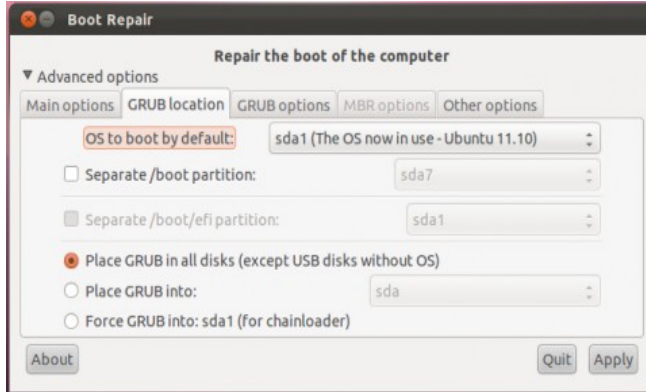 Boot Repair
Repair the boot of the computer
Advanced options
Main options GRUB location GRUB options MBR options Other options
OS to boot by default: sda1 (The OS now in use - Ubuntu 11.10)
Separate /boot partition: sda7
Separate /boot/efi partition: sda1
Place GRUB in all disks (except USB disks without OS)
Place GRUB into: sda
Force GRUB into: sda1 (for chainloader)
About Quit Apply